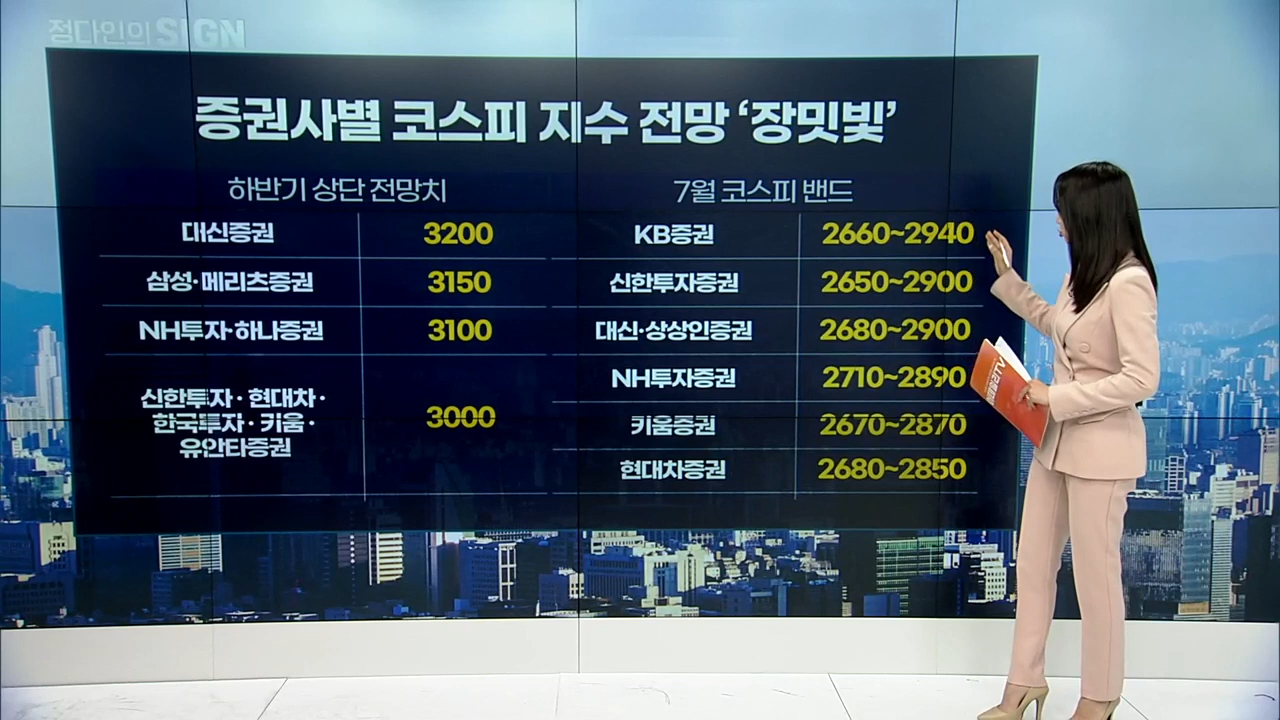 정다인의 SIGN
증권사별 코스피 지수 전망 ‘장밋빛’
하반기 상단 전망치
대신증권 3200
삼성·메리츠증권 3150
NH투자·하나증권 3100
신한투자·현대차·
한국투자·키움·
유안타증권
3000
7월 코스피 밴드
KB증권 2660~2940
신한투자증권 2650~2900
대신·상상인증권 2680~2900
NH투자증권 2710~2890
키움증권 2670~2870
현대차증권 2680~2850